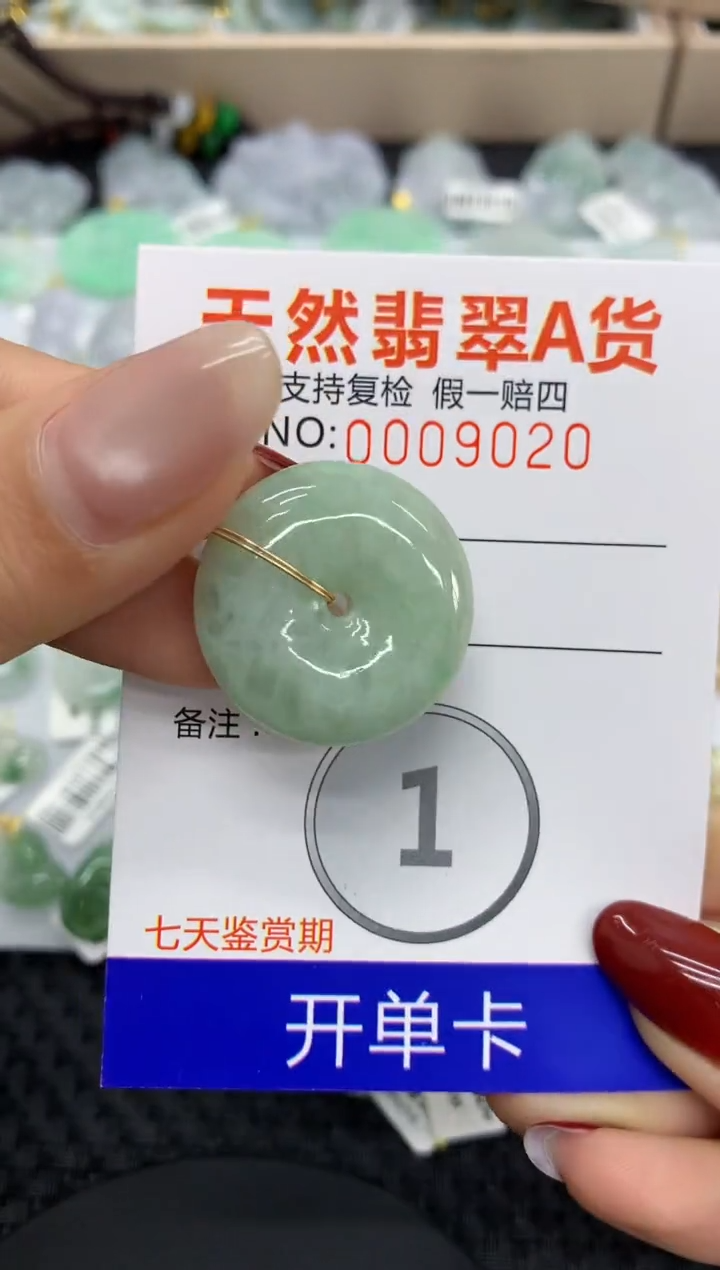 天然翡翠A货
支持复检 假一赔四
NO:0009020
备注：
1
七天鉴赏期
开单卡